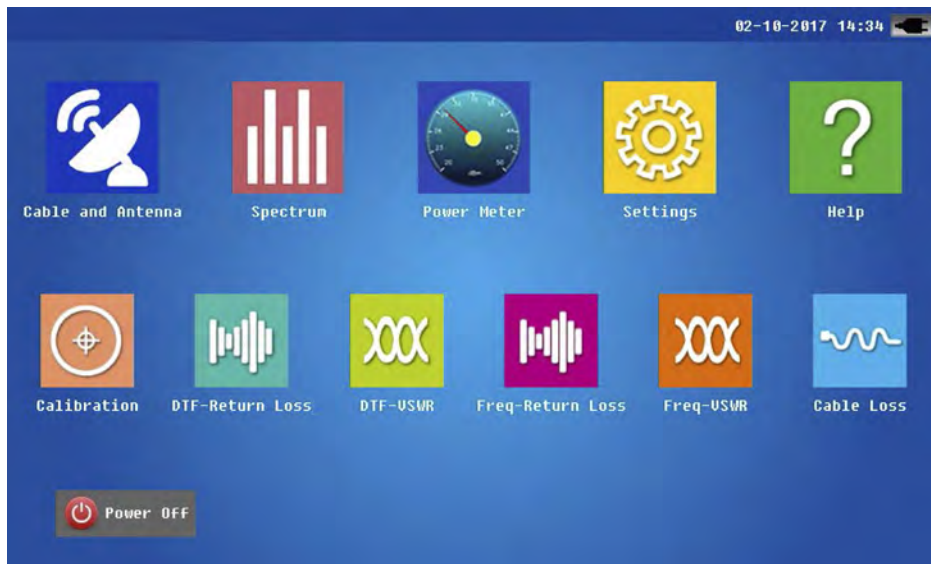 02-10-2017 14:34
Cable and Antenna
Spectrum
Power Meter
Settings
Help
Calibration
DTF-Return Loss
DTF-VSWR
Freq-Return Loss
Freq-VSWR
Cable Loss
Power Off